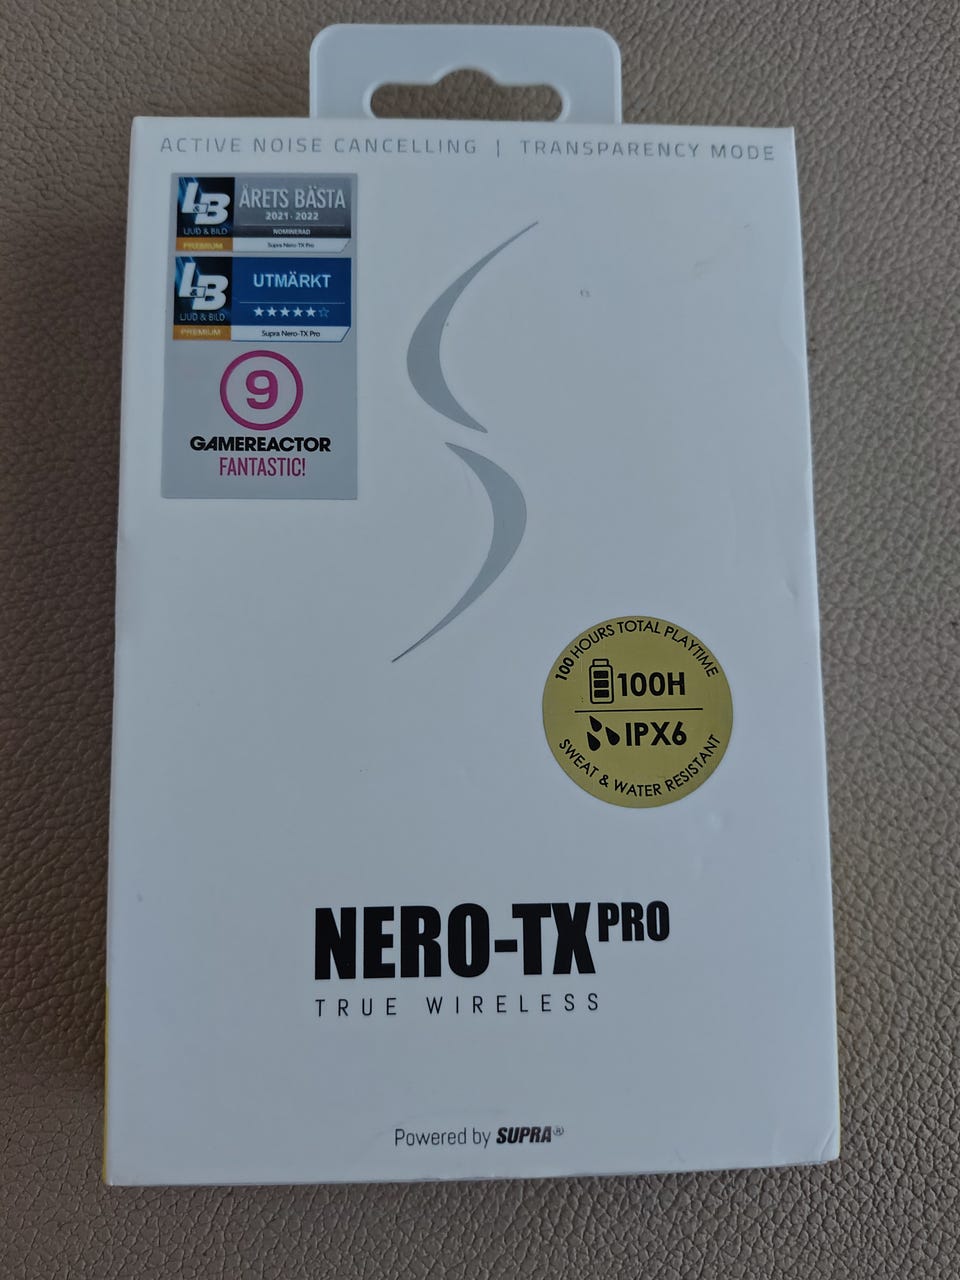 ACTIVE NOISE CANCELLING | TRANSPARENCY MODE
L&B
LJUD & BILD
PREMIUM
ÅRETS BÄSTA
2021-2022
NOMINERAD
Supra Nero-TX Pro
L&B
LJUD & BILD
PREMIUM
UTMÄRKT
★★★★★☆
Supra Nero-TX Pro
9
GAMEREACTOR
FANTASTIC!
100 HOURS TOTAL PLAYTIME
100H
IPX6
SWEAT & WATER RESISTANT
NERO-TX PRO
TRUE WIRELESS
Powered by SUPRA®